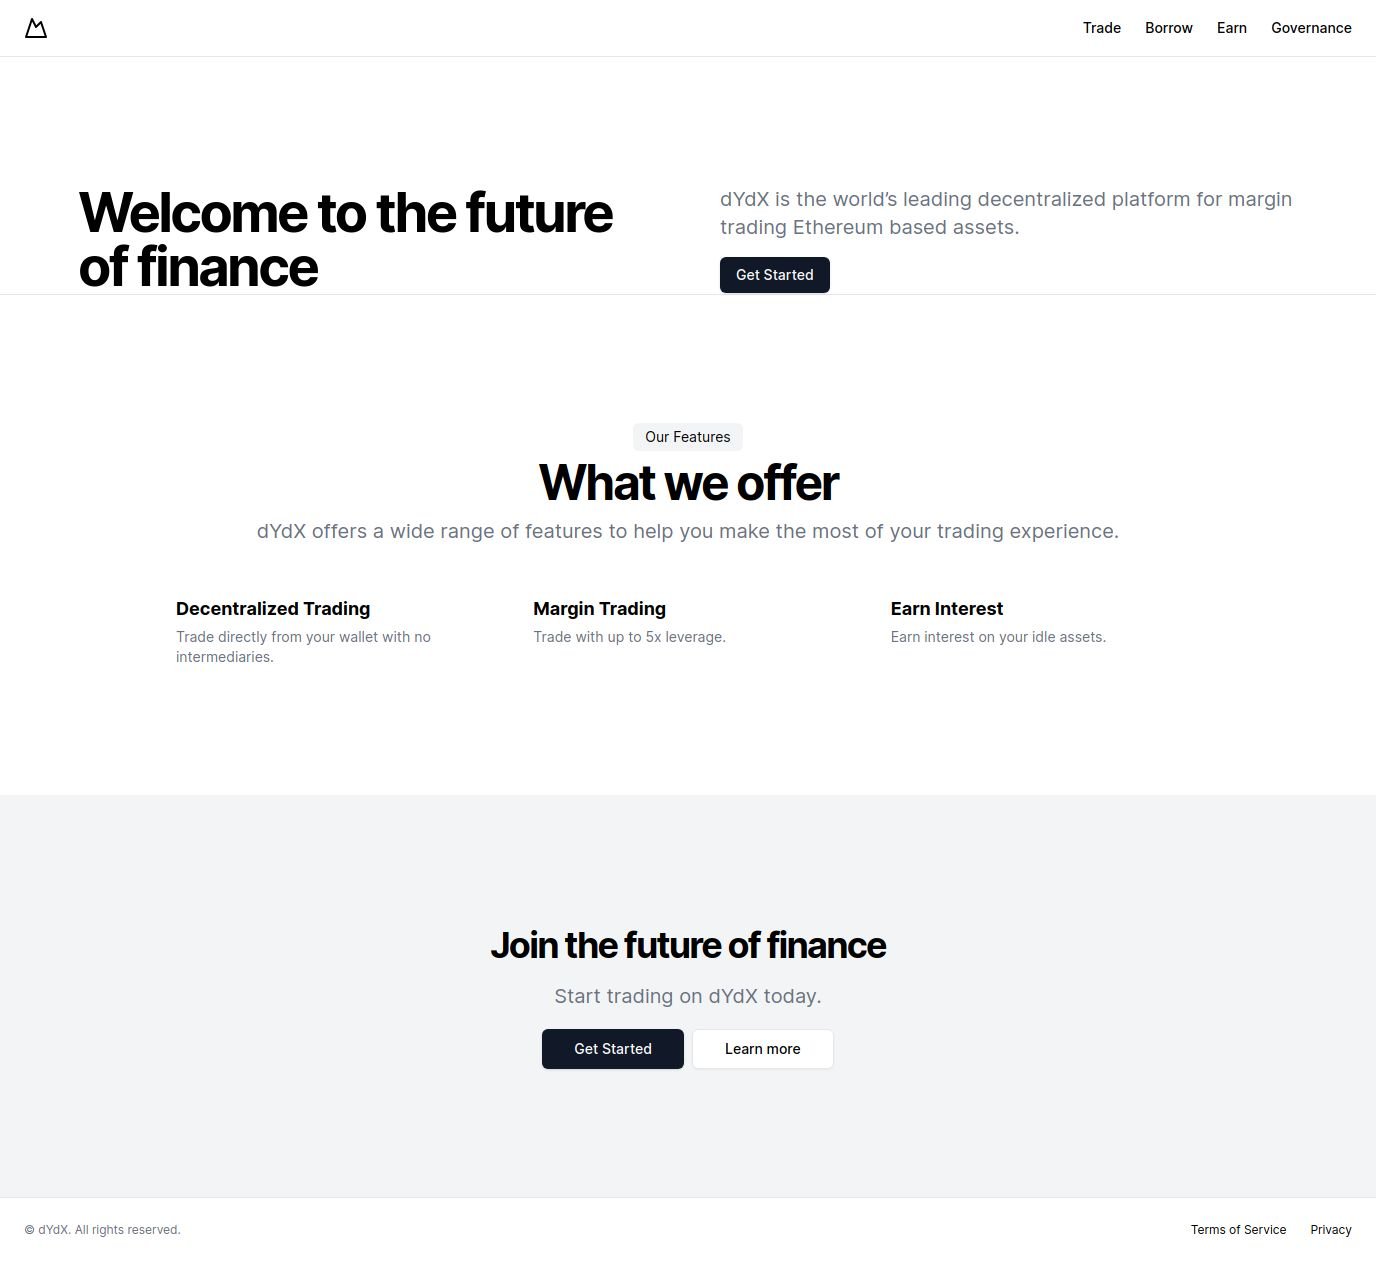 Trade Borrow Earn Governance
Welcome to the future
of finance
dYdX is the world’s leading decentralized platform for margin
trading Ethereum based assets.
Get Started
Our Features
What we offer
dYdX offers a wide range of features to help you make the most of your trading experience.
Decentralized Trading
Trade directly from your wallet with no
intermediaries.
Margin Trading
Trade with up to 5x leverage.
Earn Interest
Earn interest on your idle assets.
Join the future of finance
Start trading on dYdX today.
Get Started Learn more
© dYdX. All rights reserved.
Terms of Service Privacy